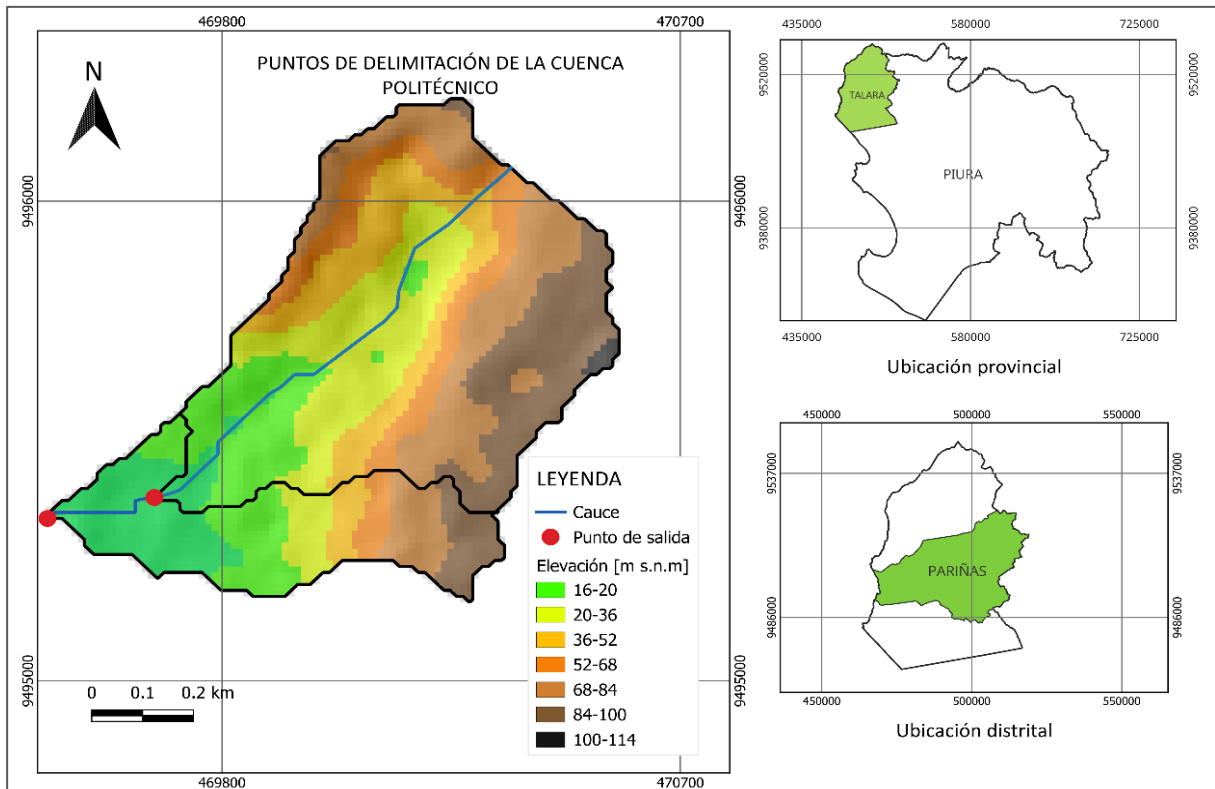 469800
470700
PUNTOS DE DELIMITACIÓN DE LA CUENCA
POLITÉCNICO
N
9496000
9496000
9495000
9495000
0 0.1 0.2 km
LEYENDA
Cauce
Punto de salida
Elevación [m s.n.m]
16-20
20-36
36-52
52-68
68-84
84-100
100-114
469800
470700
435000
580000
725000
9520000
9520000
TALARA
PIURA
9380000
9380000
435000
580000
725000
Ubicación provincial
450000
500000
550000
9537000
9537000
PARIÑAS
9486000
9486000
450000
500000
550000
Ubicación distrital